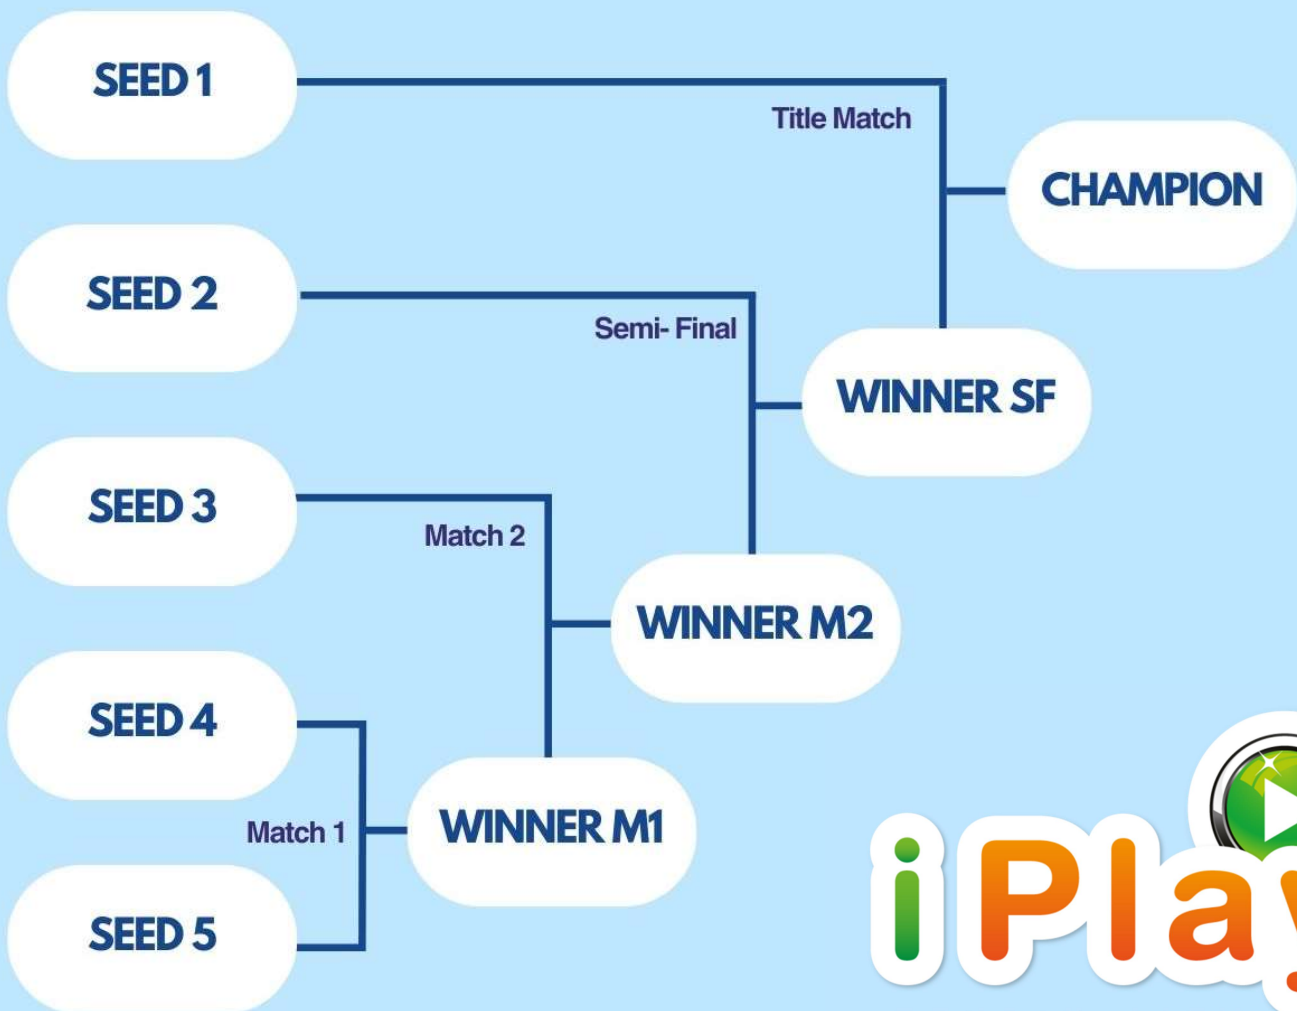 SEED 1
Title Match
CHAMPION
SEED 2
Semi- Final
WINNER SF
SEED 3
Match 2
WINNER M2
SEED 4
Match 1
WINNER M1
SEED 5
iPlay